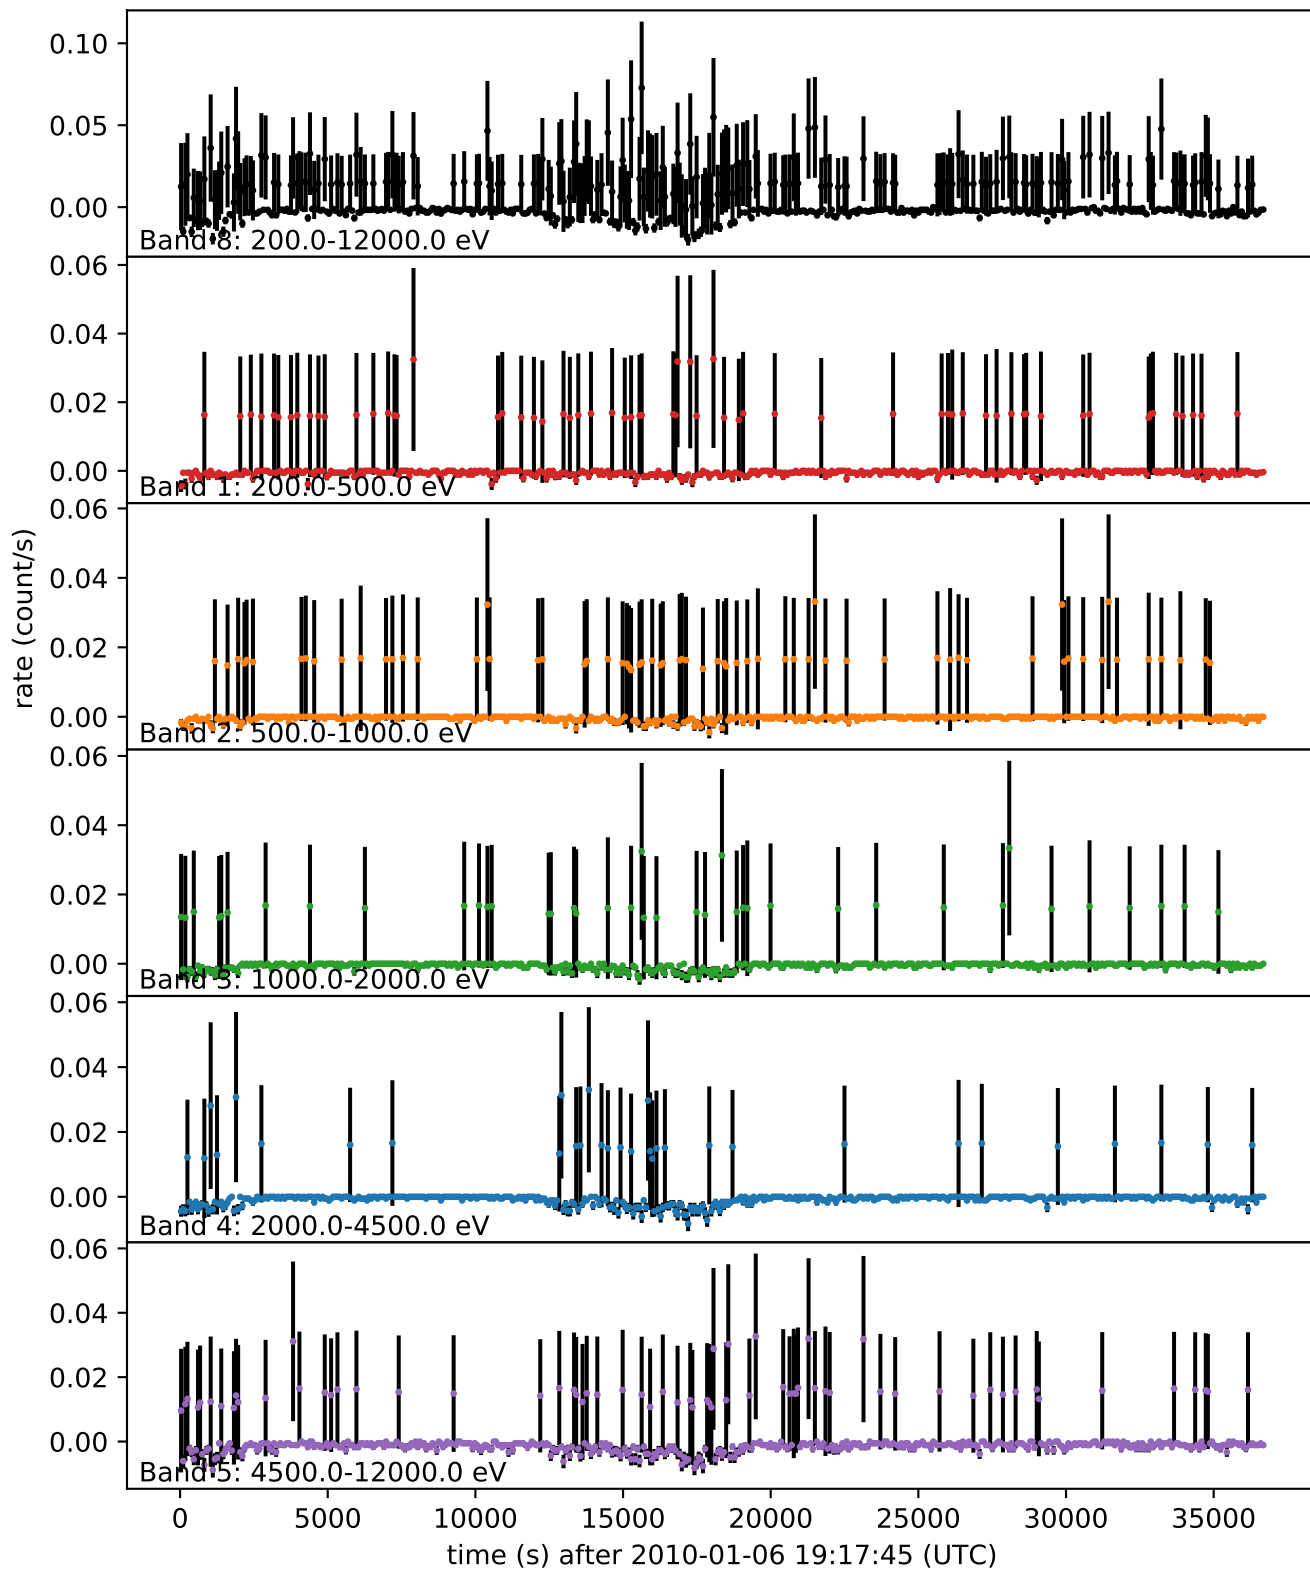 0.10
0.05
0.00
Band 8: 200.0-12000.0 eV
0.06
0.04
0.02
0.00
Band 1: 200.0-500.0 eV
0.06
0.04
0.02
0.00
Band 2: 500.0-1000.0 eV
rate (count/s)
0.06
0.04
0.02
0.00
Band 3: 1000.0-2000.0 eV
0.06
0.04
0.02
0.00
Band 4: 2000.0-4500.0 eV
0.06
0.04
0.02
0.00
Band 5: 4500.0-12000.0 eV
0 5000 10000 15000 20000 25000 30000 35000
time (s) after 2010-01-06 19:17:45 (UTC)